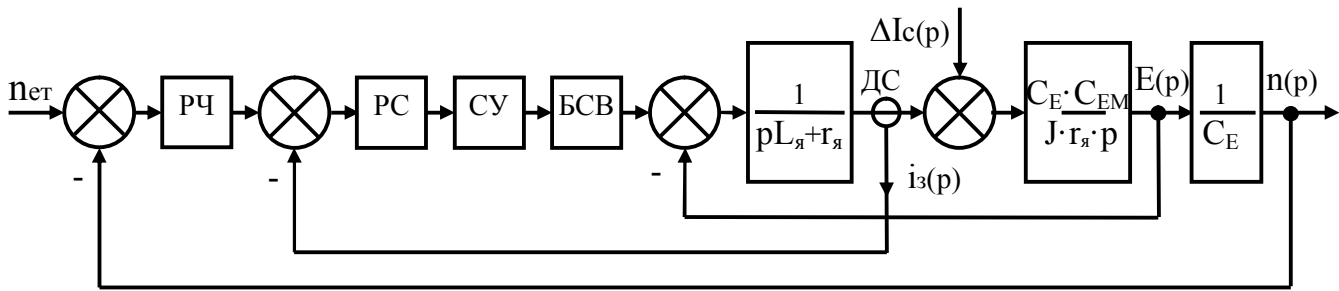 nет
РЧ
РС
СУ
БСВ
1
pLя+rя
ДС
iз(p)
ΔIc(p)
CE·CEM
J·rя·p
E(p)
1
CE
n(p)
-
-
-